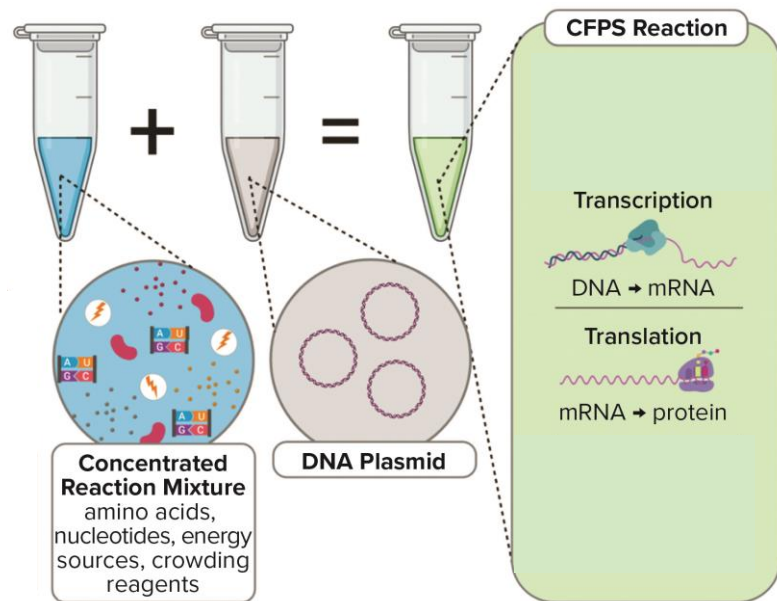 CFPS Reaction
Transcription
DNA → mRNA
Translation
mRNA → protein
A U
G C
A U
G C
A U
G C
Concentrated
Reaction Mixture
amino acids,
nucleotides, energy
sources, crowding
reagents
DNA Plasmid